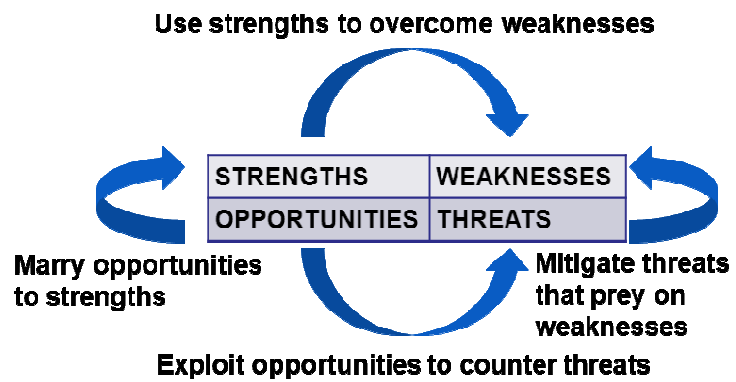 Use strengths to overcome weaknesses
STRENGTHS WEAKNESSES
OPPORTUNITIES THREATS
Marry opportunities
to strengths
Mitigate threats
that prey on
weaknesses
Exploit opportunities to counter threats